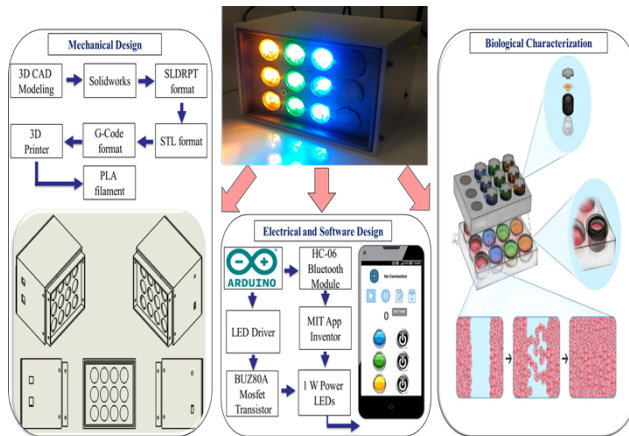 Mechanical Design
3D CAD
Modeling
Solidworks
SLDRPT
format
3D
Printer
G-Code
format
STL format
PLA
filament
Electrical and Software Design
ARDUINO
HC-06
Bluetooth
Module
No Connection
LED Driver
MIT App
Inventor
0
SET TIME
BUZ80A
Mosfet
Transistor
1 W Power
LEDs
Biological Characterization